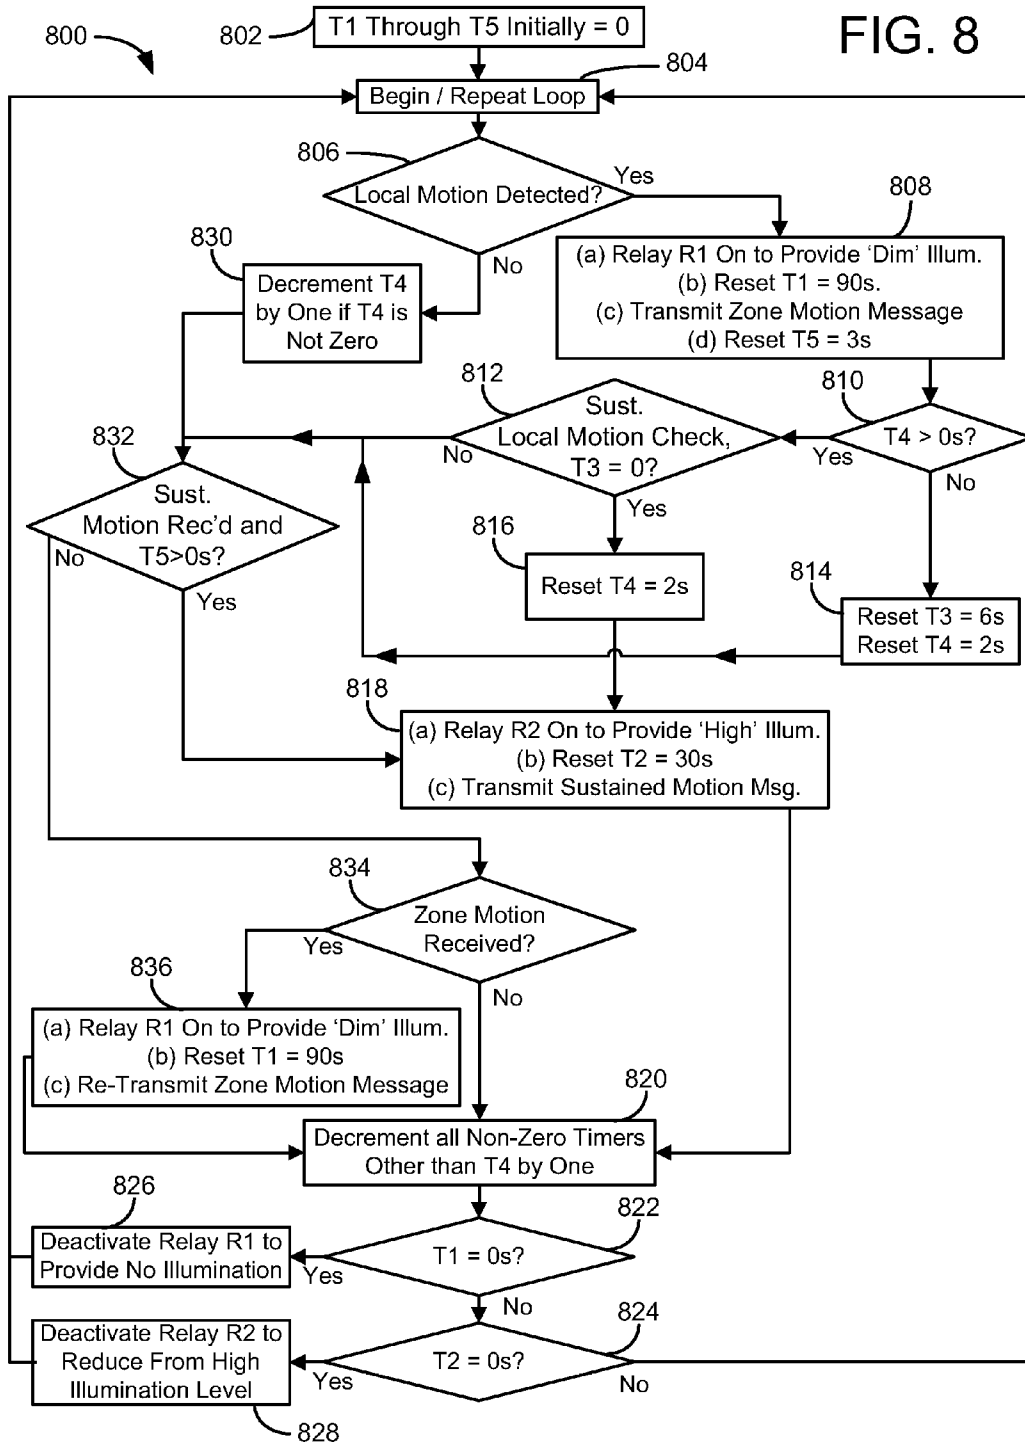 FIG. 8
800
802
T1 Through T5 Initially = 0
804
Begin / Repeat Loop
806
Local Motion Detected?
Yes
No
808
(a) Relay R1 On to Provide ‘Dim’ Illum.
(b) Reset T1 = 90s.
(c) Transmit Zone Motion Message
(d) Reset T5 = 3s
830
Decrement T4
by One if T4 is
Not Zero
810
T4 > 0s?
Yes
No
812
Sust.
Local Motion Check,
T3 = 0?
No
Yes
832
Sust.
Motion Rec’d and
T5>0s?
No
Yes
816
Reset T4 = 2s
814
Reset T3 = 6s
Reset T4 = 2s
818
(a) Relay R2 On to Provide ‘High’ Illum.
(b) Reset T2 = 30s
(c) Transmit Sustained Motion Msg.
834
Zone Motion
Received?
Yes
No
836
(a) Relay R1 On to Provide ‘Dim’ Illum.
(b) Reset T1 = 90s
(c) Re-Transmit Zone Motion Message
820
Decrement all Non-Zero Timers
Other than T4 by One
826
Deactivate Relay R1 to
Provide No Illumination
822
T1 = 0s?
Yes
No
824
T2 = 0s?
Yes
No
Deactivate Relay R2 to
Reduce From High
Illumination Level
828